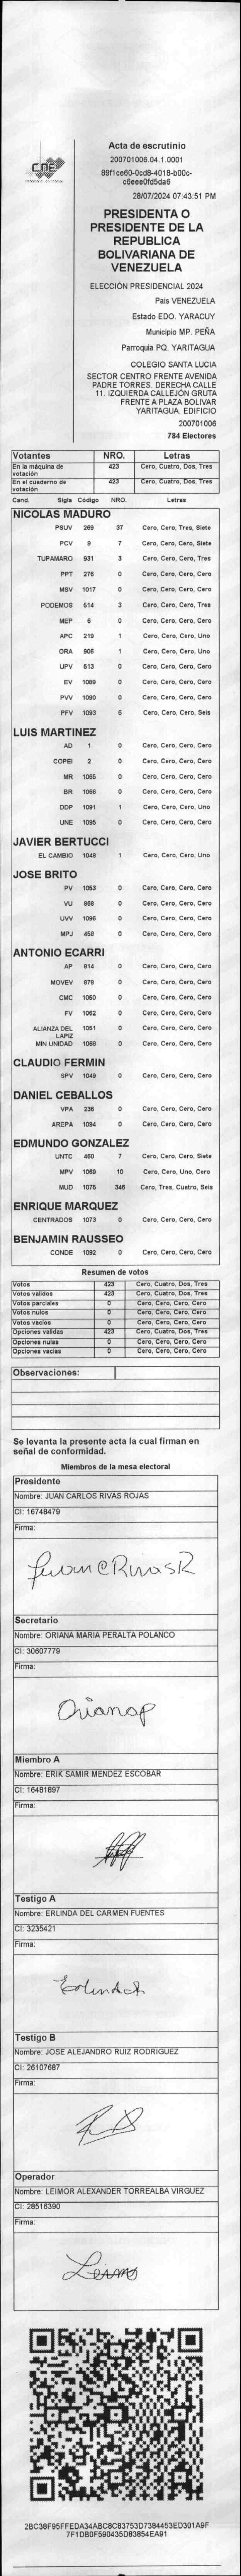 CNE
Acta de escrutinio
200701006.04.1.0001
89f1ce60-0cd8-4018-b00c-
c6eee0fd5da6
28/07/2024 07:43:51 PM
PRESIDENTA O
PRESIDENTE DE LA
REPUBLICA
BOLIVARIANA DE
VENEZUELA
ELECCIÓN PRESIDENCIAL 2024
Pais VENEZUELA
Estado EDO. YARACUY
Municipio MP. PEÑA
Parroquia PQ. YARITAGUA
COLEGIO SANTA LUCIA
SECTOR CENTRO FRENTE AVENIDA
PADRE TORRES. DERECHA CALLE
11. IZQUIERDA CALLEJÓN GRUTA
FRENTE A PLAZA BOLIVAR
YARITAGUA. EDIFICIO
200701006
784 Electores
Votantes NRO. Letras
En la máquina de votación 423 Cero, Cuatro, Dos, Tres
En el cuaderno de votación 423 Cero, Cuatro, Dos, Tres
Cand. Sigla Código NRO. Letras
NICOLAS MADURO
PSUV 269 37 Cero, Cero, Tres, Siete
PCV 9 7 Cero, Cero, Cero, Siete
TUPAMARO 931 3 Cero, Cero, Cero, Tres
PPT 276 0 Cero, Cero, Cero, Cero
MSV 1017 0 Cero, Cero, Cero, Cero
PODEMOS 514 3 Cero, Cero, Cero, Tres
MEP 6 0 Cero, Cero, Cero, Cero
APC 219 1 Cero, Cero, Cero, Uno
ORA 906 1 Cero, Cero, Cero, Uno
UPV 513 0 Cero, Cero, Cero, Cero
EV 1089 0 Cero, Cero, Cero, Cero
PVV 1090 0 Cero, Cero, Cero, Cero
PFV 1093 6 Cero, Cero, Cero, Seis
LUIS MARTINEZ
AD 1 0 Cero, Cero, Cero, Cero
COPEI 2 0 Cero, Cero, Cero, Cero
MR 1065 0 Cero, Cero, Cero, Cero
BR 1066 0 Cero, Cero, Cero, Cero
DDP 1091 1 Cero, Cero, Cero, Uno
UNE 1095 0 Cero, Cero, Cero, Cero
JAVIER BERTUCCI
EL CAMBIO 1048 1 Cero, Cero, Cero, Uno
JOSE BRITO
PV 1053 0 Cero, Cero, Cero, Cero
VU 868 0 Cero, Cero, Cero, Cero
UVV 1096 0 Cero, Cero, Cero, Cero
MPJ 458 0 Cero, Cero, Cero, Cero
ANTONIO ECARRI
AP 814 0 Cero, Cero, Cero, Cero
MOVEV 878 0 Cero, Cero, Cero, Cero
CMC 1050 0 Cero, Cero, Cero, Cero
FV 1062 0 Cero, Cero, Cero, Cero
ALIANZA DEL LAPIZ 1051 0 Cero, Cero, Cero, Cero
MIN UNIDAD 1069 0 Cero, Cero, Cero, Cero
CLAUDIO FERMIN
SPV 1049 0 Cero, Cero, Cero, Cero
DANIEL CEBALLOS
VPA 236 0 Cero, Cero, Cero, Cero
AREPA 1094 0 Cero, Cero, Cero, Cero
EDMUNDO GONZALEZ
UNTC 460 7 Cero, Cero, Cero, Siete
MPV 1068 10 Cero, Cero, Uno, Cero
MUD 1075 346 Cero, Tres, Cuatro, Seis
ENRIQUE MARQUEZ
CENTRADOS 1073 0 Cero, Cero, Cero, Cero
BENJAMIN RAUSSEO
CONDE 1092 0 Cero, Cero, Cero, Cero
Resumen de votos
Votos 423 Cero, Cuatro, Dos, Tres
Votos validos 423 Cero, Cuatro, Dos, Tres
Votos parciales 0 Cero, Cero, Cero, Cero
Votos nulos 0 Cero, Cero, Cero, Cero
Votos vacios 0 Cero, Cero, Cero, Cero
Opciones validas 423 Cero, Cuatro, Dos, Tres
Opciones nulas 0 Cero, Cero, Cero, Cero
Opciones vacias 0 Cero, Cero, Cero, Cero
Observaciones:
Se levanta la presente acta la cual firman en
señal de conformidad.
Miembros de la mesa electoral
Presidente
Nombre: JUAN CARLOS RIVAS ROJAS
CI: 16748479
Firma:
Juan C Rivas R
Secretario
Nombre: ORIANA MARIA PERALTA POLANCO
CI: 30607779
Firma:
Orianap
Miembro A
Nombre: ERIK SAMIR MENDEZ ESCOBAR
CI: 16481897
Firma:
Testigo A
Nombre: ERLINDA DEL CARMEN FUENTES
CI: 3235421
Firma:
Testigo B
Nombre: JOSE ALEJANDRO RUIZ RODRIGUEZ
CI: 26107687
Firma:
Operador
Nombre: LEIMOR ALEXANDER TORREALBA VIRGUEZ
CI: 28516390
Firma:
2BC38F95FFEDA34ABC8C83753D7384453ED301A9F
7F1DB0F590435D83854EA91